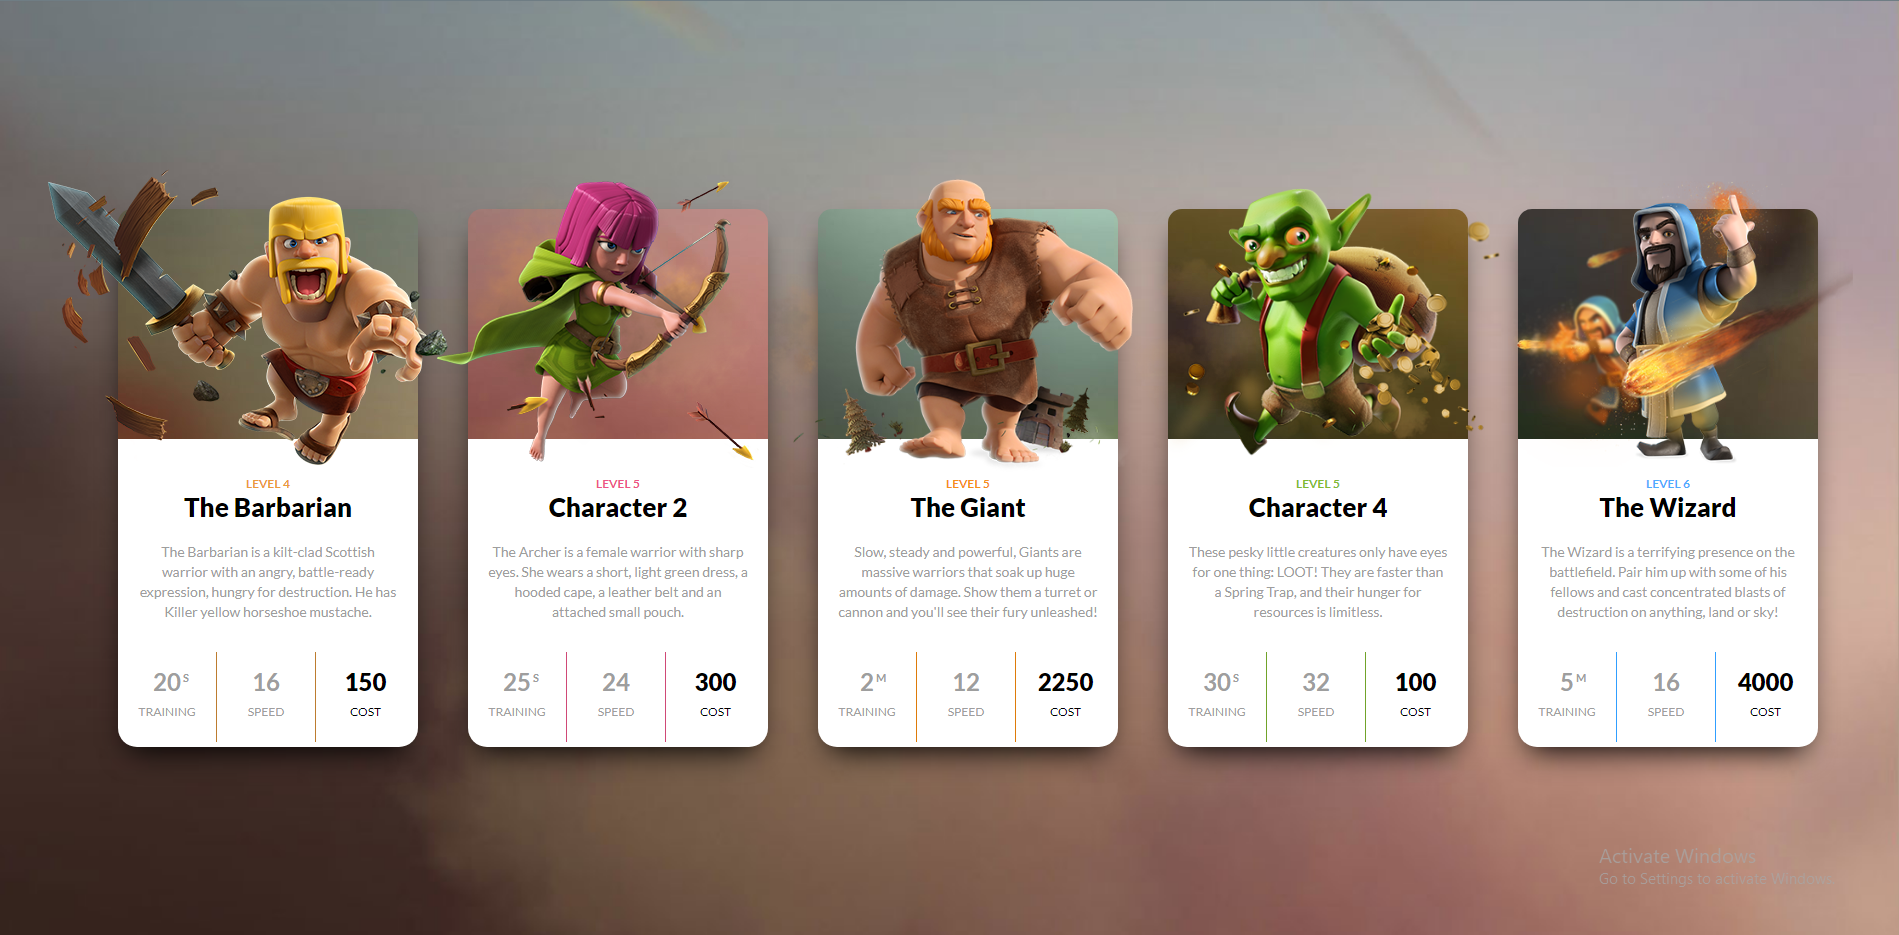 LEVEL 4
The Barbarian
The Barbarian is a kilt-clad Scottish
warrior with an angry, battle-ready
expression, hungry for destruction. He has
Killer yellow horseshoe mustache.
20 S
TRAINING
16
SPEED
150
COST
LEVEL 5
Character 2
The Archer is a female warrior with sharp
eyes. She wears a short, light green dress, a
hooded cape, a leather belt and an
attached small pouch.
25 S
TRAINING
24
SPEED
300
COST
LEVEL 5
The Giant
Slow, steady and powerful, Giants are
massive warriors that soak up huge
amounts of damage. Show them a turret or
cannon and you'll see their fury unleashed!
2 M
TRAINING
12
SPEED
2250
COST
LEVEL 5
Character 4
These pesky little creatures only have eyes
for one thing: LOOT! They are faster than
a Spring Trap, and their hunger for
resources is limitless.
30 S
TRAINING
32
SPEED
100
COST
LEVEL 6
The Wizard
The Wizard is a terrifying presence on the
battlefield. Pair him up with some of his
fellows and cast concentrated blasts of
destruction on anything, land or sky!
5 M
TRAINING
16
SPEED
4000
COST
Activate Windows
Go to Settings to activate Windows.